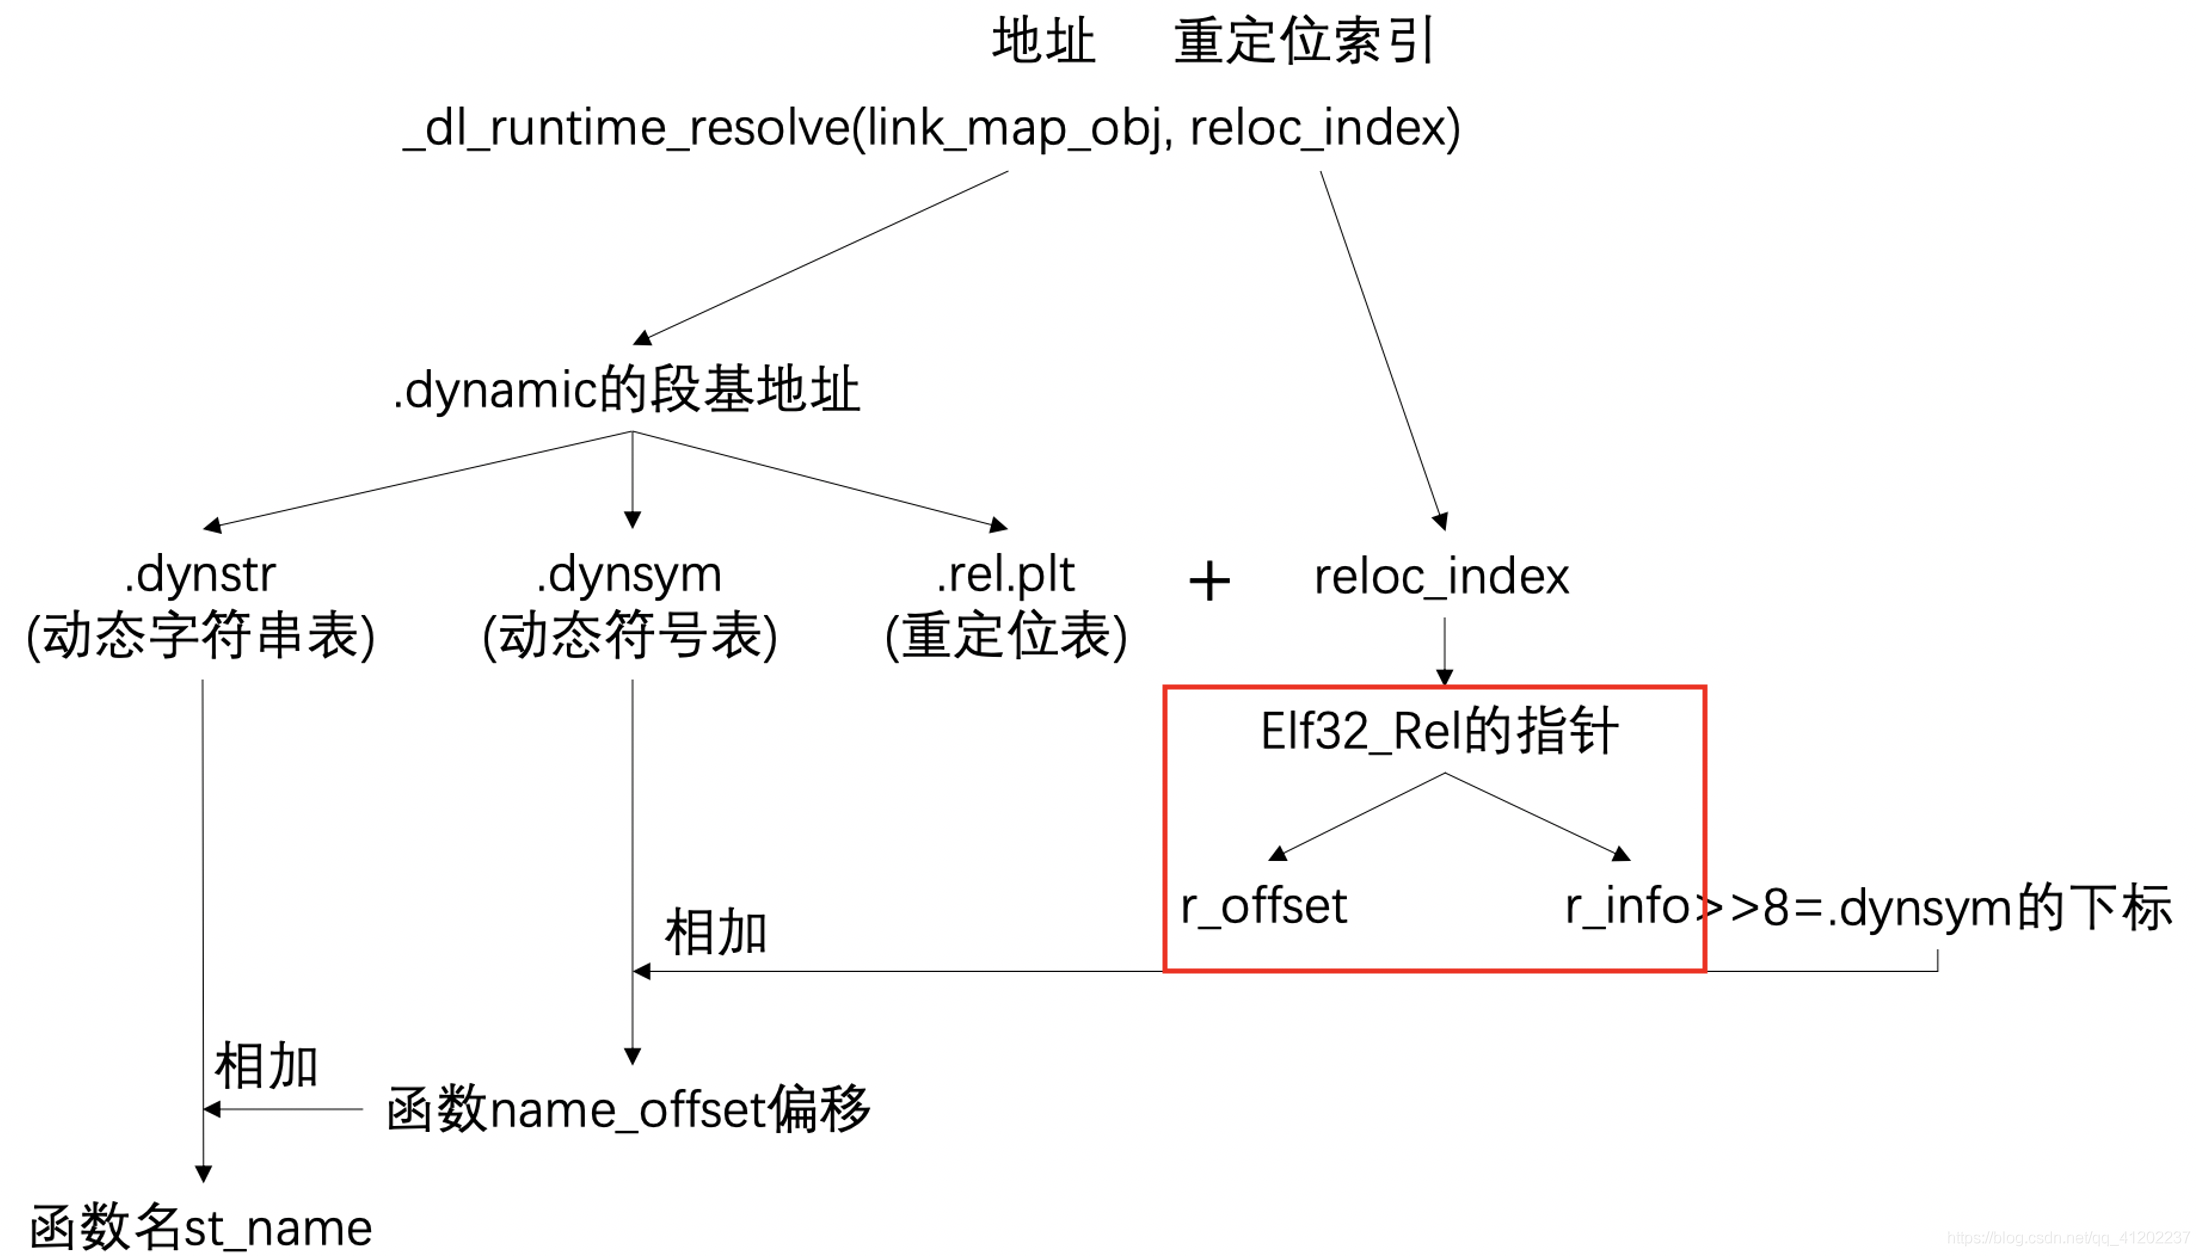 地址 重定位索引
_dl_runtime_resolve(link_map_obj, reloc_index)
.dynamic的段基地址
.dynstr
(动态字符串表)
.dynsym
(动态符号表)
.rel.plt
(重定位表)
+
reloc_index
Elf32_Rel的指针
r_offset
r_info>>8=.dynsym的下标
相加
相加
函数name_offset偏移
函数名st_name
https://blog.csdn.net/qq_41202237